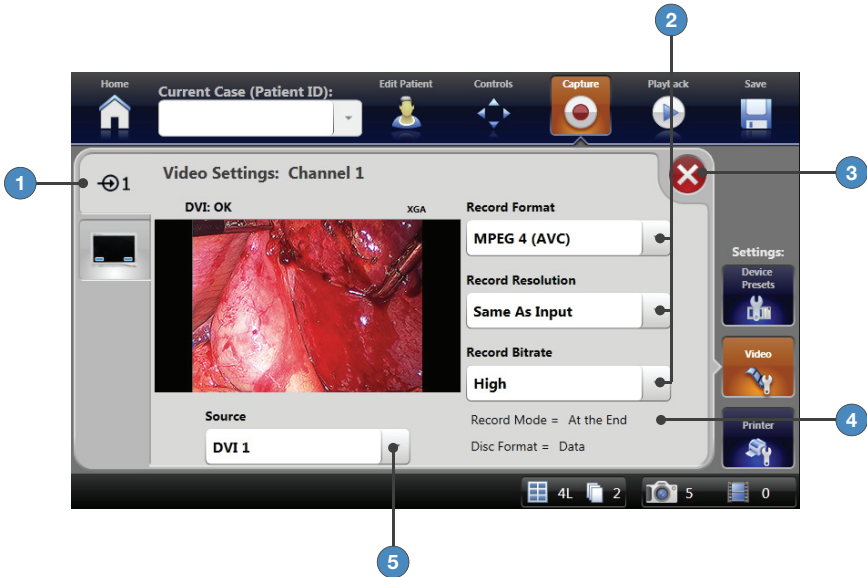 2
Home
Current Case (Patient ID):
Edit Patient
Controls
Capture
Playback
Save
1
1
Video Settings: Channel 1
3
DVI: OK
XGA
Record Format
MPEG 4 (AVC)
Settings:
Device
Presets
Record Resolution
Same As Input
Record Bitrate
Video
High
Source
Record Mode = At the End
4
Printer
DVI 1
Disc Format = Data
4L
2
5
0
5